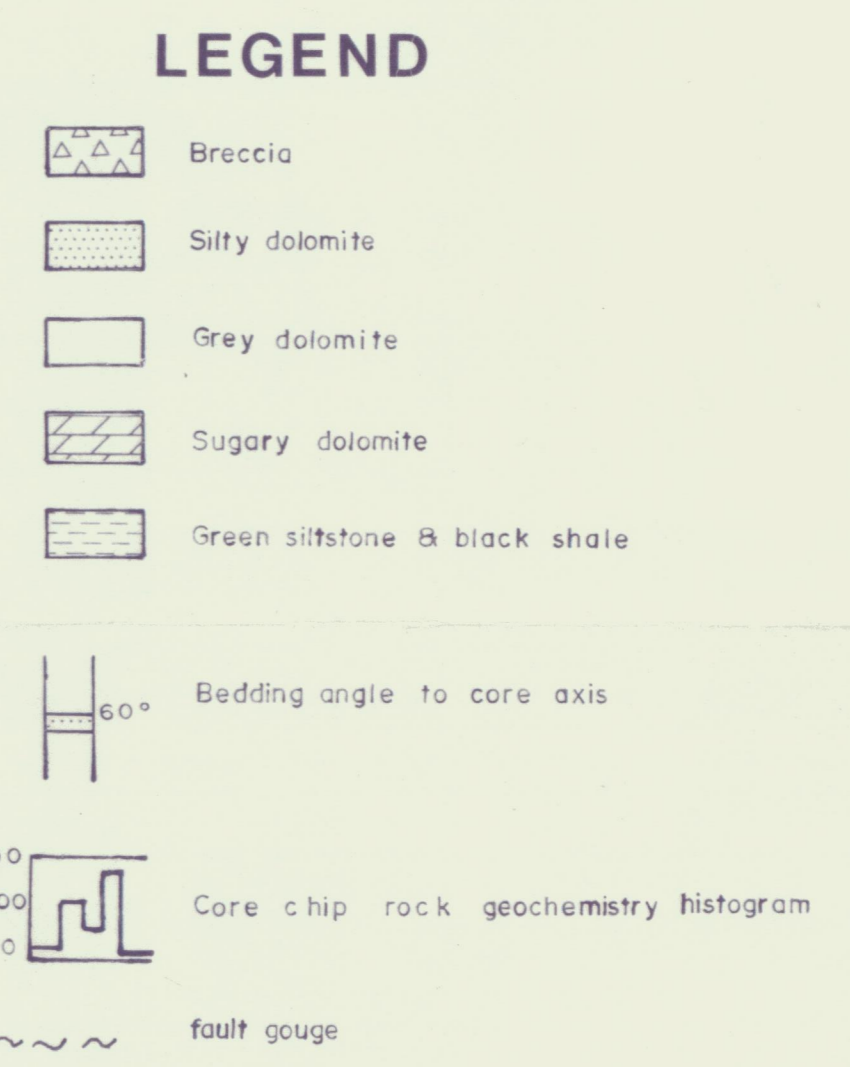 LEGEND
Breccia
Silty dolomite
Grey dolomite
Sugary dolomite
Green siltstone & black shale
60° Bedding angle to core axis
Core chip rock geochemistry histogram
fault gouge